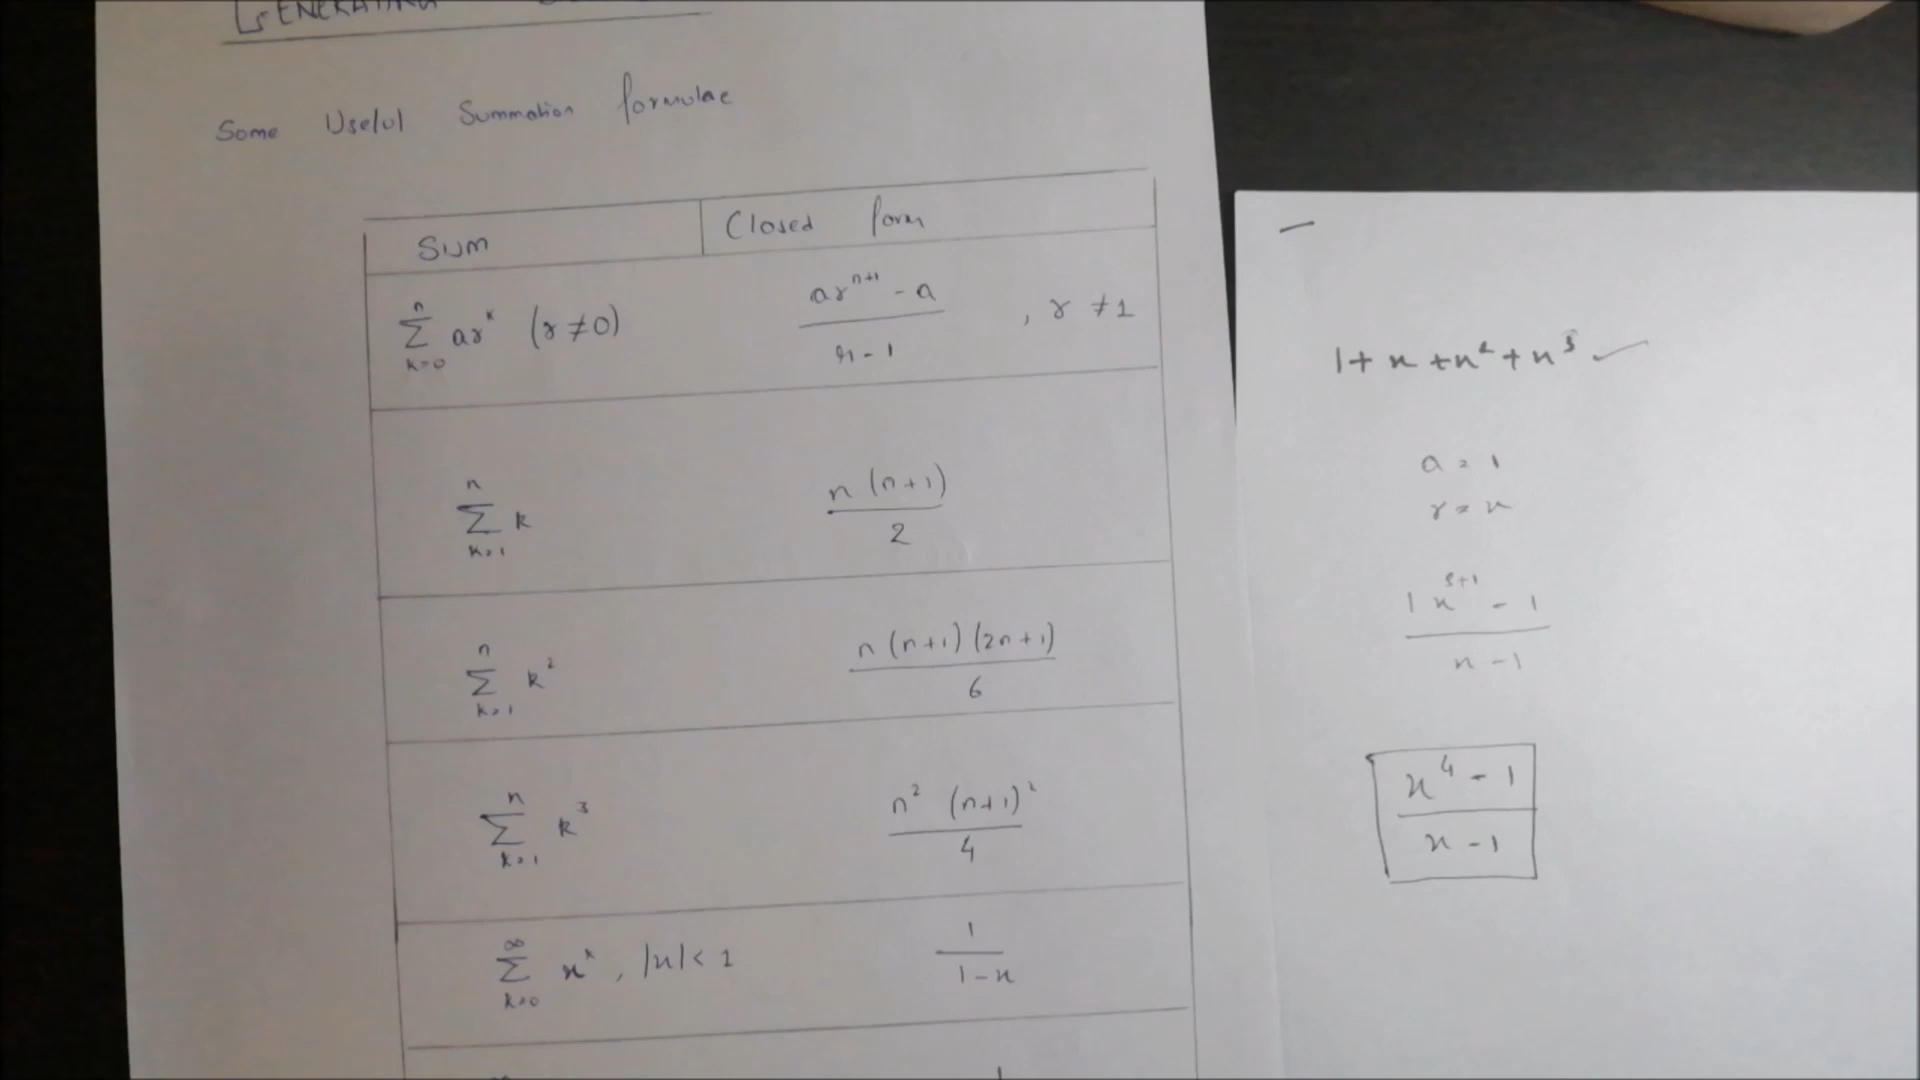 GENERATING
Some Useful Summation formulae
Sum Closed form
n∑k=0 ar^k (r≠0) (ar^(n+1) - a)/(r-1) , r ≠ 1
n∑k=1 k n(n+1)/2
n∑k=1 k^2 n(n+1)(2n+1)/6
n∑k=1 k^3 n^2 (n+1)^2/4
∞∑k=0 x^k , |x|<1 1/(1-x)
1+x+x^2+x^3 ✓
a=1
r=x
(1x^(3+1) - 1)/(x-1)
(x^4 - 1)/(x-1)